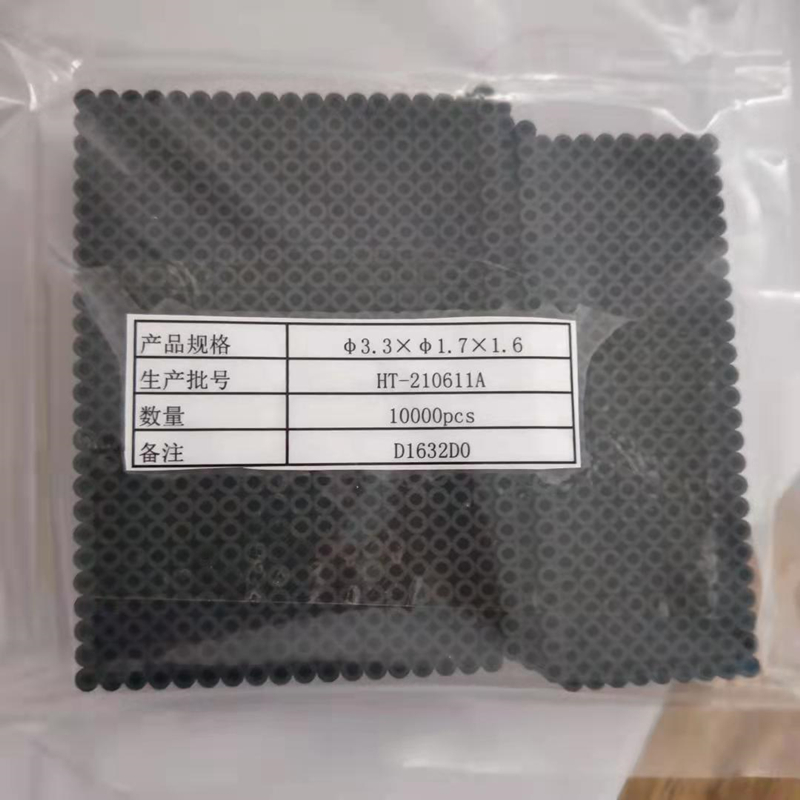 产品规格 φ3.3×φ1.7×1.6
生产批号 HT-210611A
数量 10000pcs
备注 D1632D0